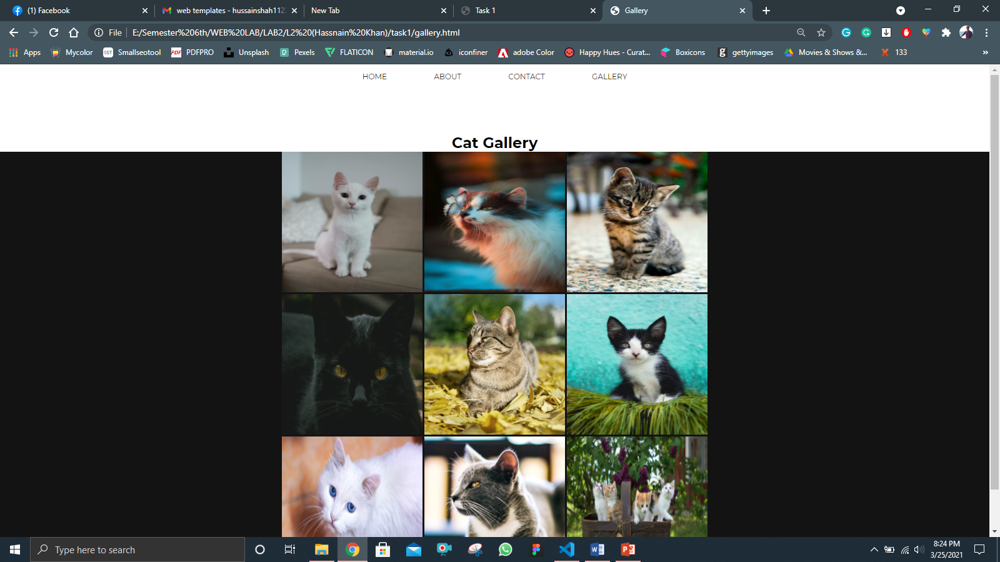 (1) Facebook
web templates - hussainshah112
New Tab
Task 1
Gallery
File
E:/Semester%206th/WEB%20LAB/LAB2/L2%20(Hassnain%20Khan)/task1/gallery.html
Apps
Mycolor
SST
Smallseotool
PDF
PDFPRO
Unsplash
Pexels
FLATICON
material.io
iconfiner
adobe Color
Happy Hues - Curat...
Boxicons
gettyimages
Movies & Shows &...
133
HOME
ABOUT
CONTACT
GALLERY
Cat Gallery
Type here to search
8:24 PM
3/25/2021